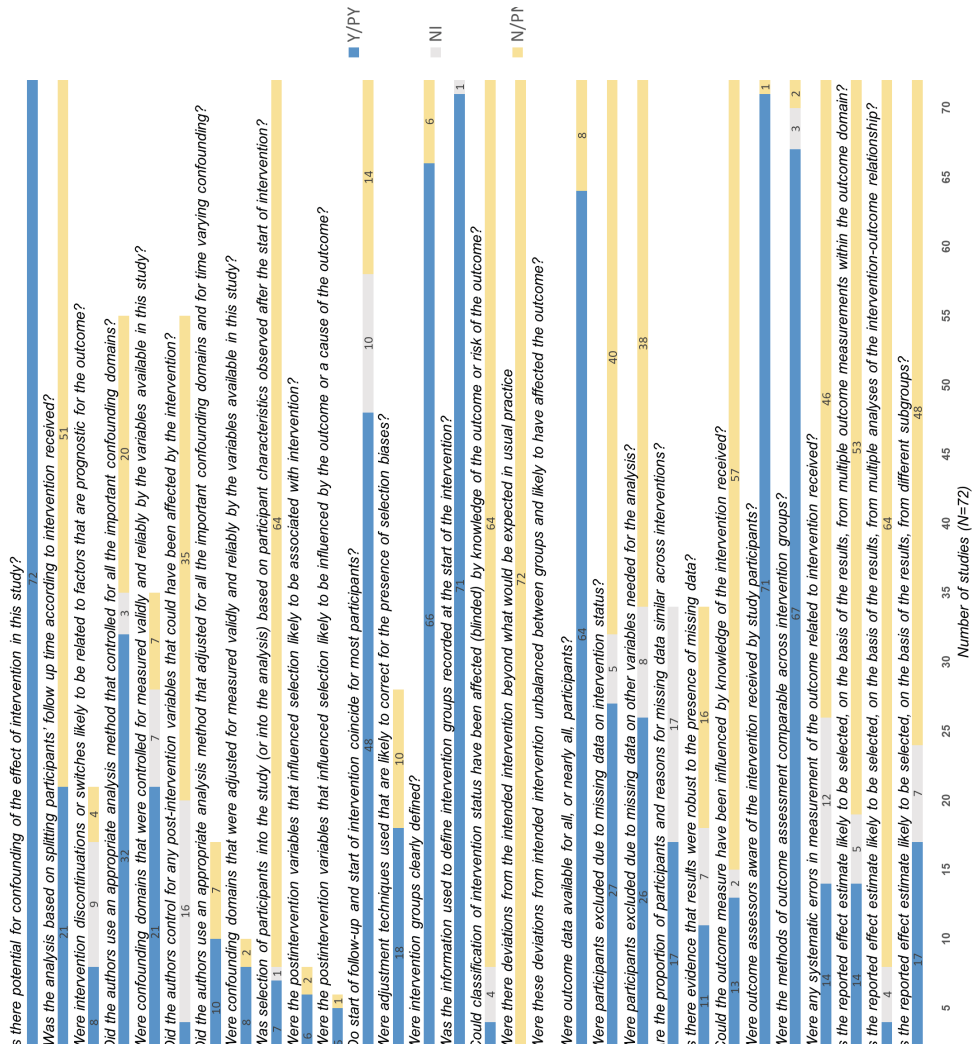 s there potential for confounding of the effect of intervention in this study?
72
Was the analysis based on splitting participants' follow up time according to intervention received?
21 51
Were intervention discontinuations or switches likely to be related to factors that are prognostic for the outcome?
8 9 4
Did the authors use an appropriate analysis method that controlled for all the important confounding domains?
32 3 20
Were confounding domains that were controlled for measured validly and reliably by the variables available in this study?
21 7 7
Did the authors control for any post-intervention variables that could have been affected by the intervention?
16 35
Did the authors use an appropriate analysis method that adjusted for all the important confounding domains and for time varying confounding?
10 7
Were confounding domains that were adjusted for measured validly and reliably by the variables available in this study?
8 2
Was selection of participants into the study (or into the analysis) based on participant characteristics observed after the start of intervention?
7 1 64
Were the postintervention variables that influenced selection likely to be associated with intervention?
6 2
Were the postintervention variables that influenced selection likely to be influenced by the outcome or a cause of the outcome?
5 1
Do start of follow-up and start of intervention coincide for most participants?
48 10 14
Were adjustment techniques used that are likely to correct for the presence of selection biases?
18 10
Were intervention groups clearly defined?
66 6
Was the information used to define intervention groups recorded at the start of the intervention?
71 1
Could classification of intervention status have been affected (blinded) by knowledge of the outcome or risk of the outcome?
4 64
Were there deviations from the intended intervention beyond what would be expected in usual practice
72
Were these deviations from intended intervention unbalanced between groups and likely to have affected the outcome?
Were outcome data available for all, or nearly all, participants?
64 8
Were participants excluded due to missing data on intervention status?
27 5 40
Were participants excluded due to missing data on other variables needed for the analysis?
26 8 38
re the proportion of participants and reasons for missing data similar across interventions?
17 17
s there evidence that results were robust to the presence of missing data?
11 7 16
Could the outcome measure have been influenced by knowledge of the intervention received?
13 2 57
Were outcome assessors aware of the intervention received by study participants?
71 1
Were the methods of outcome assessment comparable across intervention groups?
67 3 2
Were any systematic errors in measurement of the outcome related to intervention received?
14 12 46
s the reported effect estimate likely to be selected, on the basis of the results, from multiple outcome measurements within the outcome domain?
14 5 53
s the reported effect estimate likely to be selected, on the basis of the results, from multiple analyses of the intervention-outcome relationship?
4 64
s the reported effect estimate likely to be selected, on the basis of the results, from different subgroups?
17 7 48
5 10 15 20 25 30 35 40 45 50 55 60 65 70
Number of studies (N=72)
Y/PY
NI
N/PN